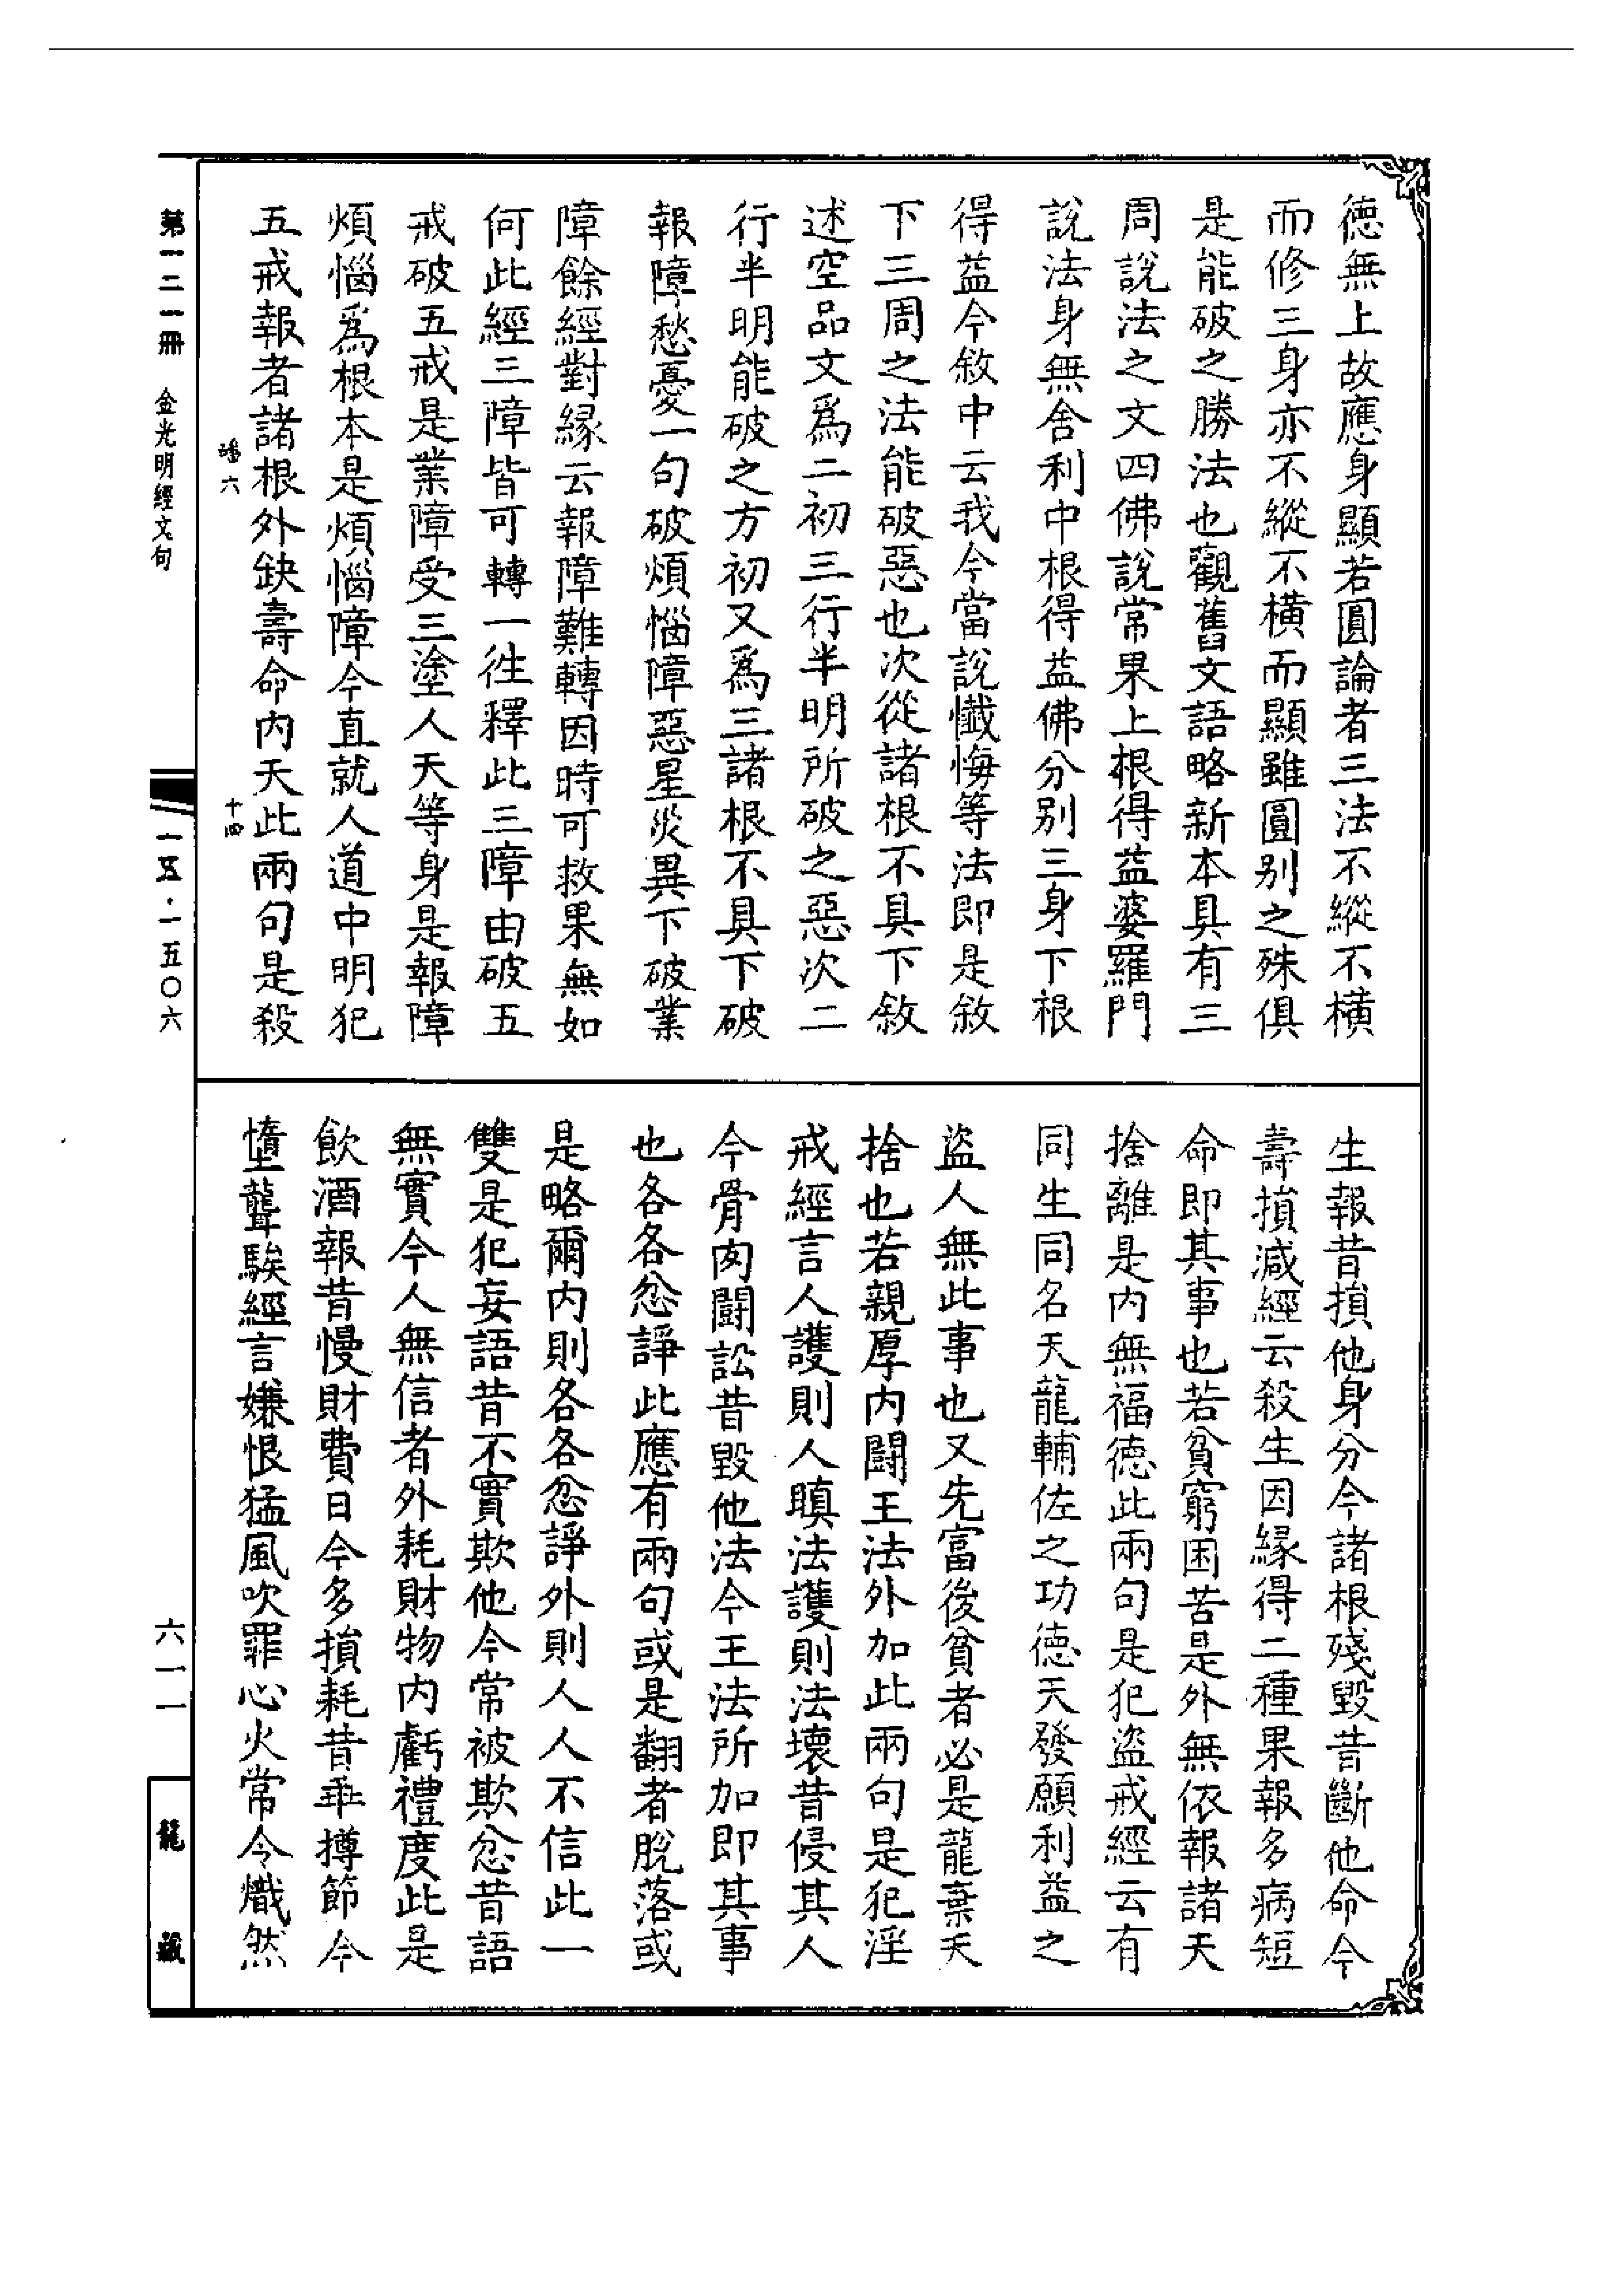 德無上故應身顯若圓論者三法不縱不橫
而修三身亦不縱不橫而顯雖圓別之殊俱
是能破之勝法也觀舊文語略新本具有三
周說法之文四佛說常果上根得益婆羅門
說法身無舍利中根得益佛分別三身下根
得益今敘中云我今當說懺悔等法即是敘
下三周之法能破惡也次從諸根不具下敘
述空品文爲二初三行半明所破之惡次二
行半明能破之方初又爲三諸根不具下破
報障愁憂一句破煩惱障惡星災異下破業
障餘經對緣云報障難轉因時可救果無如
何此經三障皆可轉一徃釋此三障由破五
戒破五戒是業障受三塗人天等身是報障
煩惱爲根本是煩惱障今直就人道中明犯
五戒報者諸根外缺壽命內天此兩句是殺
生報昔損他身分今諸根殘毀昔斷他命今
壽損減經云殺生因緣得二種果報多病短
命即其事也若貧窮困苦是外無依報諸天
捨離是內無福德此兩句是犯盜戒經云有
同生同名天龍輔佐之功德天發願利益之
盜人無此事也又先富後貧者必是龍棄天
捨也若親厚內鬪王法外加此兩句是犯淫
戒經言人護則人瞋法護則法壞昔侵其人
今骨肉鬪訟昔毀他法今王法所加即其事
也各各忿諍此應有兩句或是翻者脫落或
是略爾內則各各忿諍外則人人不信此一
雙是犯妄語昔不實欺他今常被欺忿昔語
無實今人無信者外耗財物內虧禮度此是
飲酒報昔慢財費日今多損耗昔乖撙節今
墮聾騃經言嫌恨猛風吹罪心火常令熾然
第一二一冊 金光明經文句
磻六
十四
一五·一五〇六
六一一
龍藏